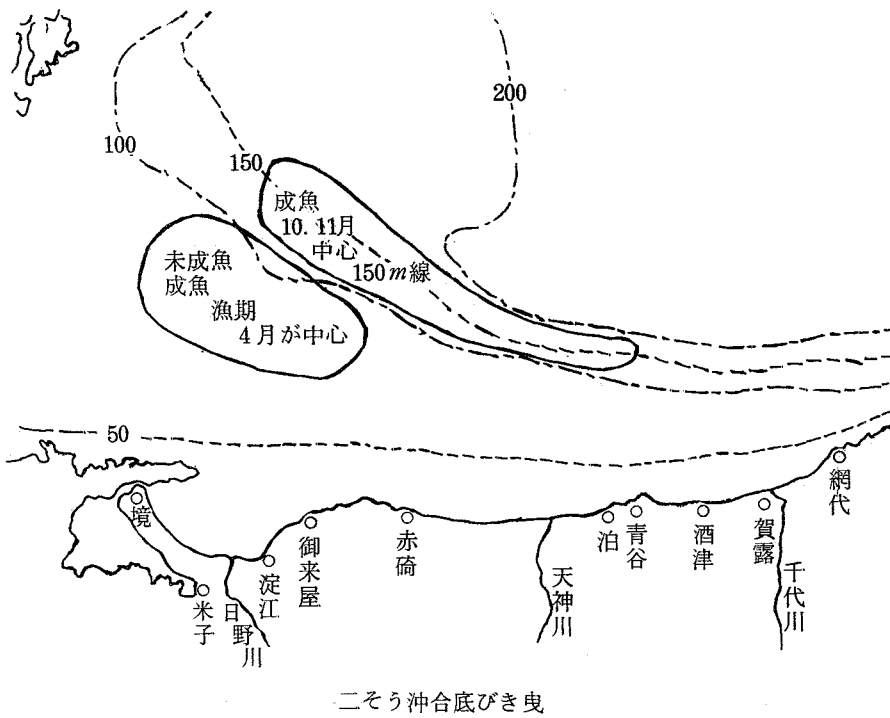 200
100
150
成魚
10.11月
中心
150m線
未成魚
成魚
漁期
4月が中心
50
境
米子
日野川
淀江
御来屋
赤碕
天神川
泊
青谷
酒津
賀露
千代川
網代
二そう沖合底びき曳